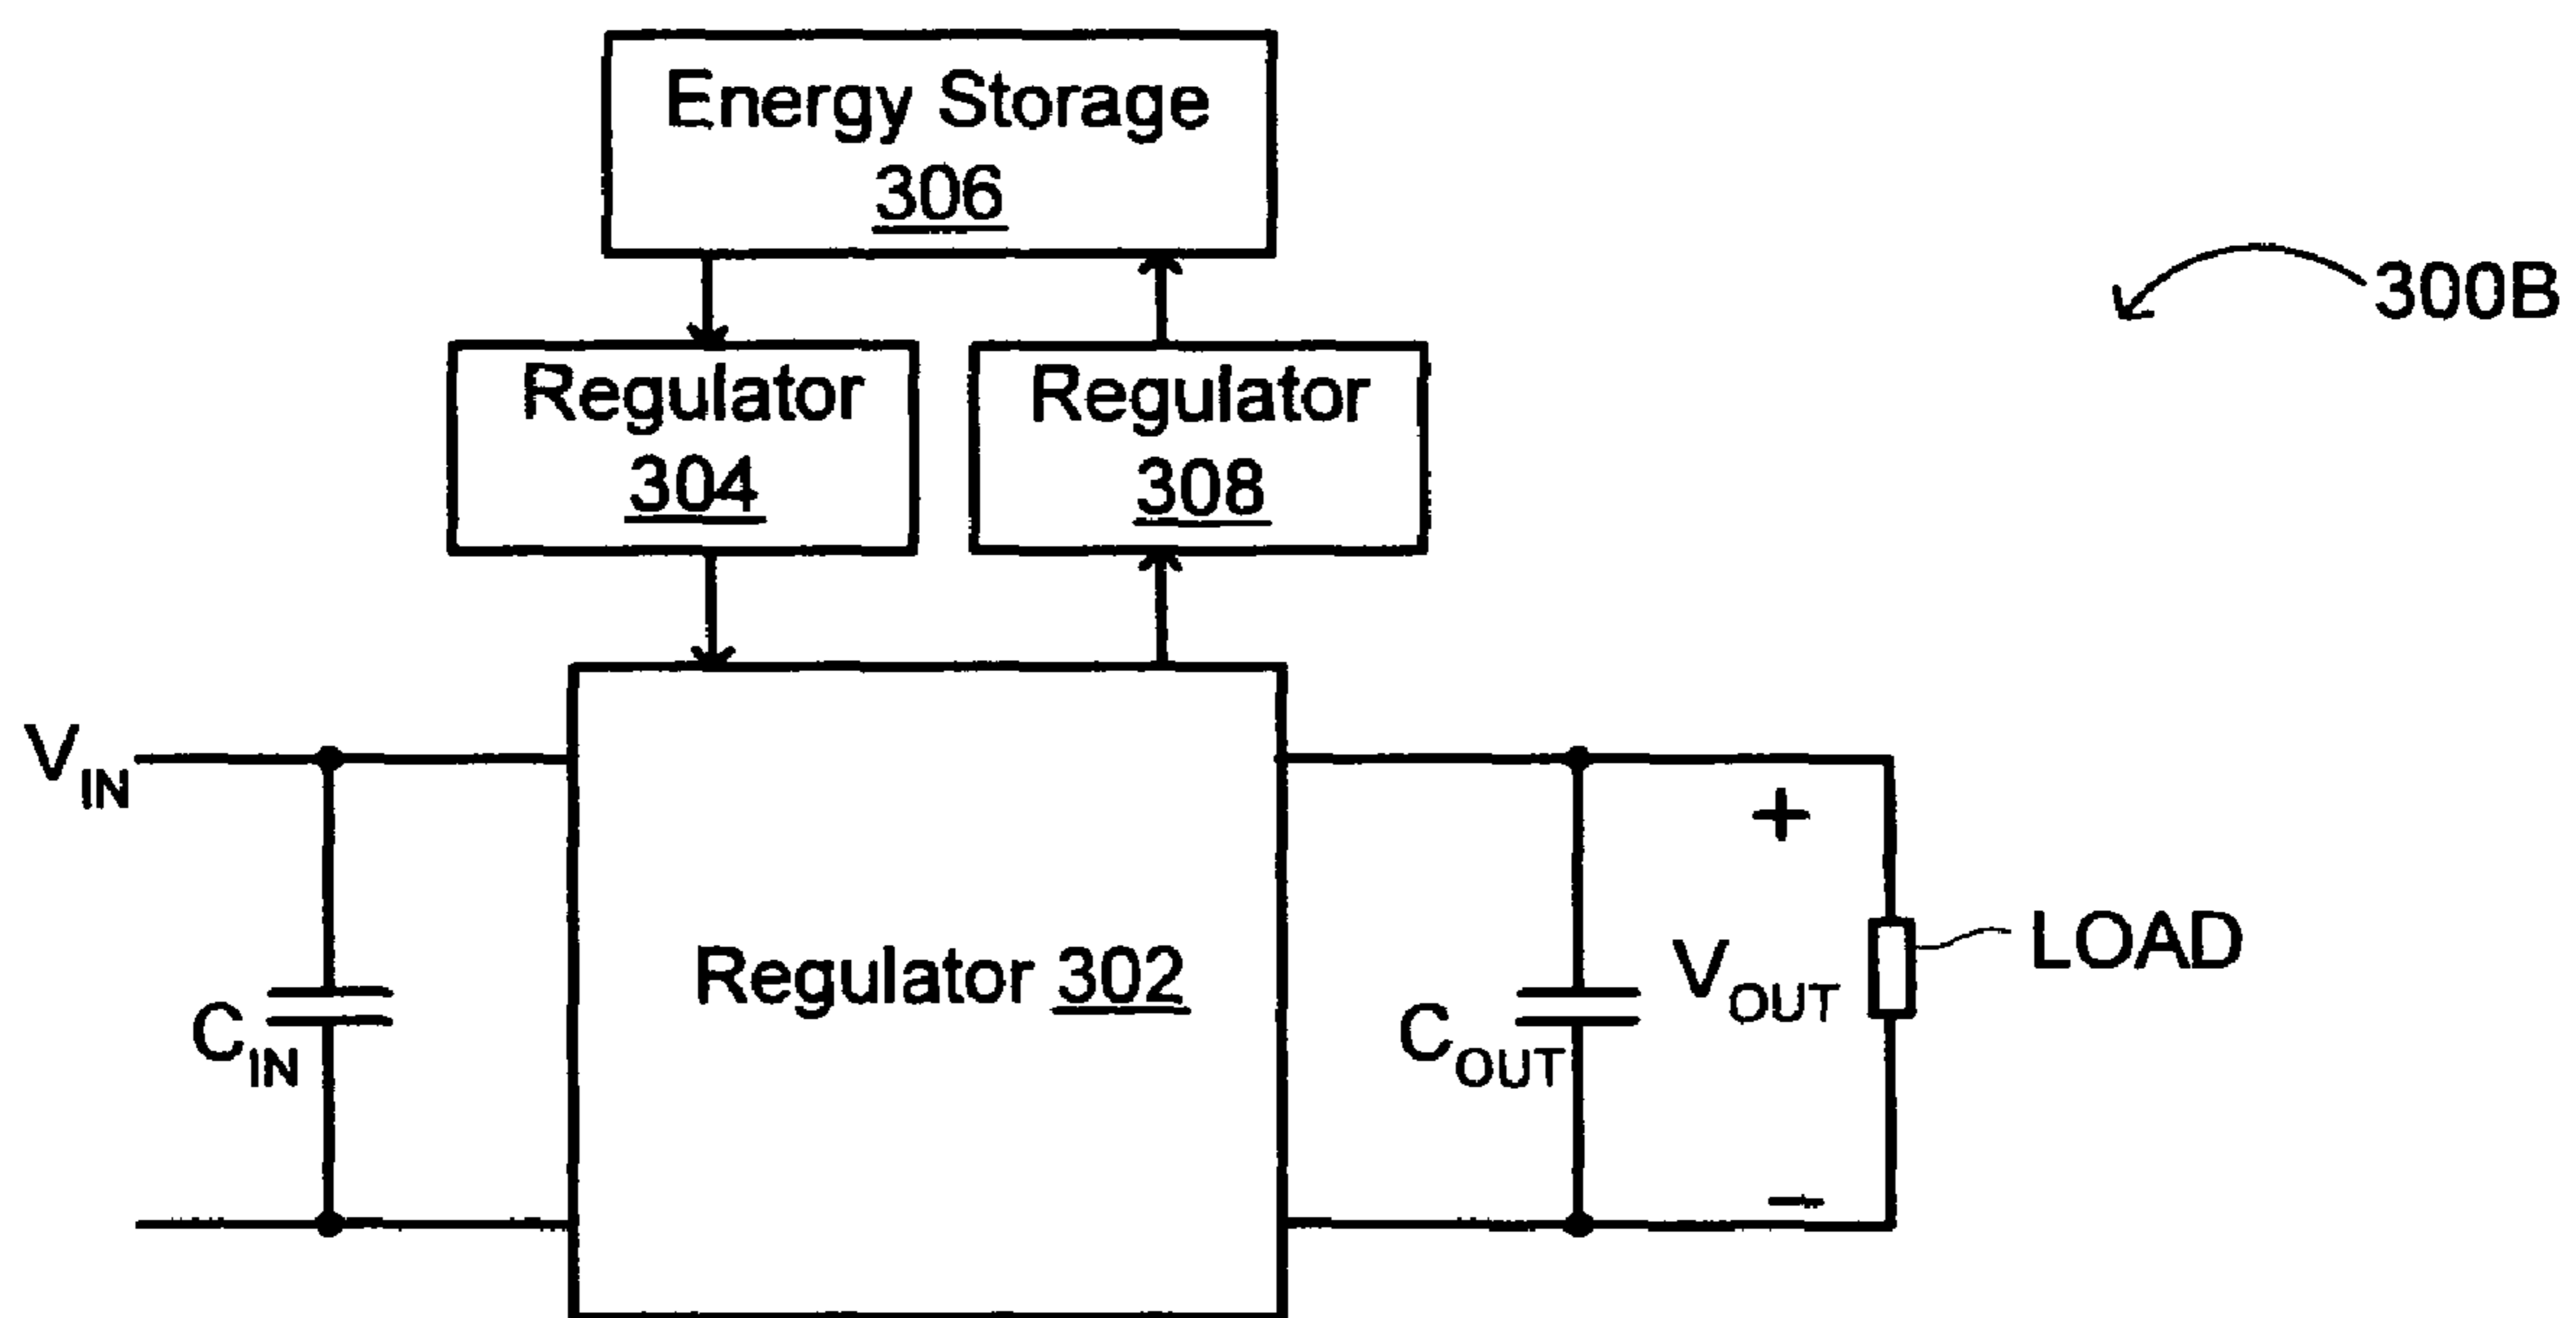 Energy Storage
306
300B
Regulator
304
Regulator
308
VIN
+
Regulator 302
LOAD
VOUT
CIN
COUT
−